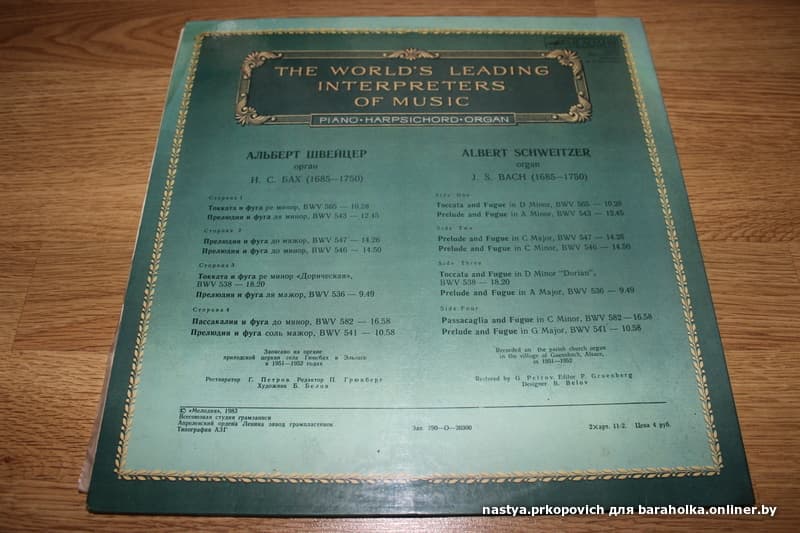 THE WORLD'S LEADING
INTERPRETERS
OF MUSIC
PIANO·HARPSICHORD·ORGAN
АЛЬБЕРТ ШВЕЙЦЕР
орган
И. С. БАХ (1685—1750)
Сторона 1
Токката и фуга ре минор, BWV 565 — 10.28
Прелюдия и фуга ля минор, BWV 543 — 12.45
Сторона 2
Прелюдия и фуга до мажор, BWV 547 — 14.26
Прелюдия и фуга до минор, BWV 546 — 14.50
Сторона 3
Токката и фуга ре минор «Дорическая»,
BWV 538 — 18.20
Прелюдия и фуга ля мажор, BWV 536 — 9.49
Сторона 4
Пассакалия и фуга до минор, BWV 582 — 16.58
Прелюдия и фуга соль мажор, BWV 541 — 10.58
Записано на органе
приходской церкви села Гюнсбах в Эльзасе
в 1951—1952 годах
Реставратор Г. Петров Редактор П. Грюнберг
Художник Б. Белов
ALBERT SCHWEITZER
organ
J. S. BACH (1685—1750)
Side One
Toccata and Fugue in D Minor, BWV 565 — 10.28
Prelude and Fugue in A Minor, BWV 543 — 12.45
Side Two
Prelude and Fugue in C Major, BWV 547 — 14.26
Prelude and Fugue in C Minor, BWV 546 — 14.50
Side Three
Toccata and Fugue in D Minor "Dorian",
BWV 538 — 18.20
Prelude and Fugue in A Major, BWV 536 — 9.49
Side Four
Passacaglia and Fugue in C Minor, BWV 582—16.58
Prelude and Fugue in G Major, BWV 541 — 10.58
Recorded on the parish church organ
in the village of Guensbach, Alsace,
in 1951—1952
Restored by G. Petrov Editor P. Gruenberg
Designer B. Belov
© «Мелодия», 1983
Всесоюзная студия грамзаписи
Апрелевский ордена Ленина завод грампластинок
Типография АЗГ
Зак. 790—О—30300
2Xарт. 11/2. Цена 4 руб.
nastya.prkopovich для baraholka.onliner.by